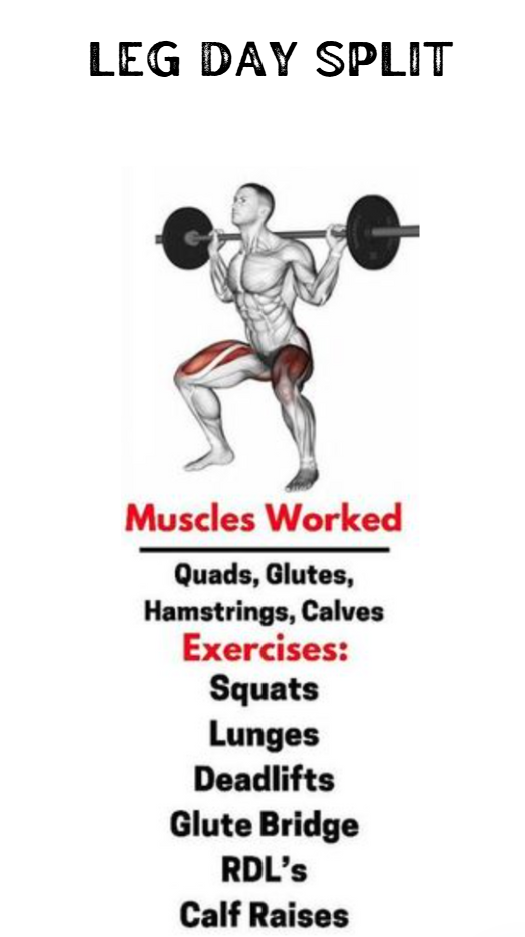 LEG DAY SPLIT
Muscles Worked
Quads, Glutes,
Hamstrings, Calves
Exercises:
Squats
Lunges
Deadlifts
Glute Bridge
RDL's
Calf Raises